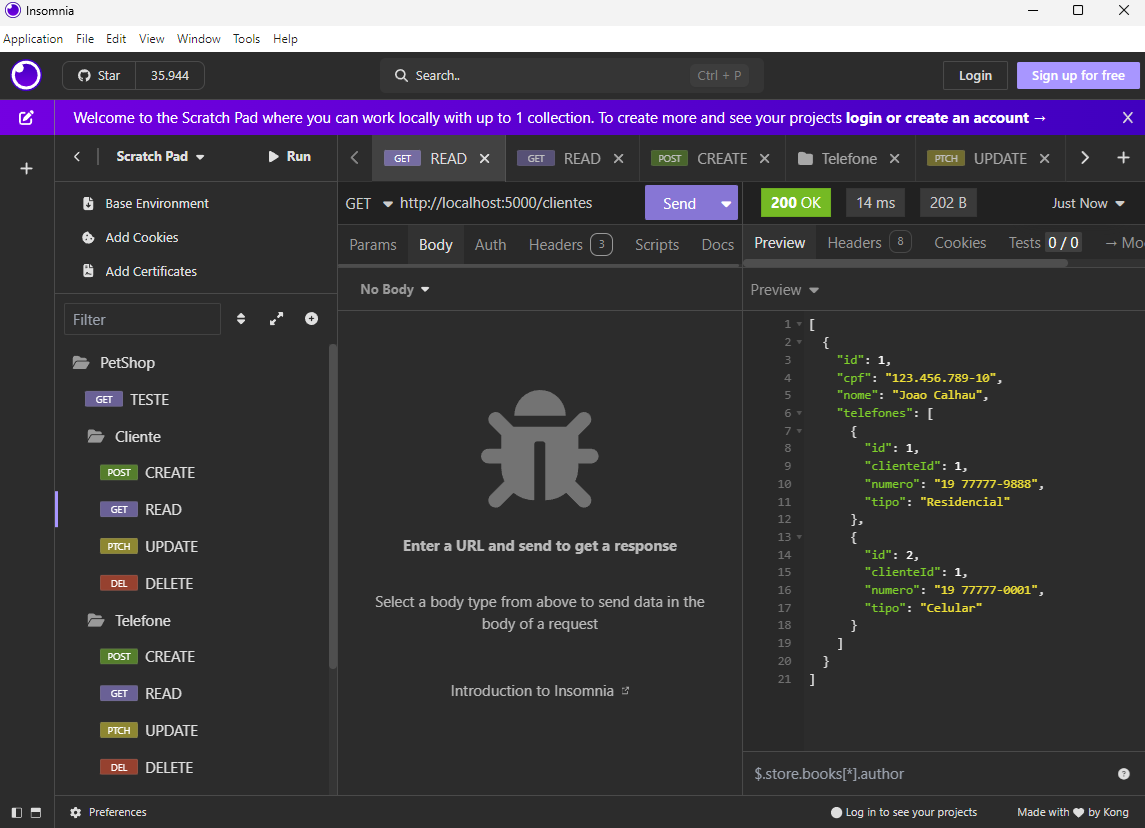 Insomnia
Application File Edit View Window Tools Help
Star 35.944
Search.. Ctrl + P
Login Sign up for free
Welcome to the Scratch Pad where you can work locally with up to 1 collection. To create more and see your projects login or create an account →
Scratch Pad Run
GET READ GET READ POST CREATE Telefone PTCH UPDATE
Base Environment
Add Cookies
Add Certificates
Filter
PetShop
GET TESTE
Cliente
POST CREATE
GET READ
PTCH UPDATE
DEL DELETE
Telefone
POST CREATE
GET READ
PTCH UPDATE
DEL DELETE
GET http://localhost:5000/clientes Send
Params Body Auth Headers 3 Scripts Docs
No Body
Enter a URL and send to get a response
Select a body type from above to send data in the
body of a request
Introduction to Insomnia
200 OK 14 ms 202 B Just Now
Preview Headers 8 Cookies Tests 0 / 0 → Mo
Preview
1 [
2 {
3 "id": 1,
4 "cpf": "123.456.789-10",
5 "nome": "Joao Calhau",
6 "telefones": [
7 {
8 "id": 1,
9 "clienteId": 1,
10 "numero": "19 77777-9888",
11 "tipo": "Residencial"
12 },
13 {
14 "id": 2,
15 "clienteId": 1,
16 "numero": "19 77777-0001",
17 "tipo": "Celular"
18 }
19 ]
20 }
21 ]
$.store.books[*].author
Preferences
Log in to see your projects
Made with ♥ by Kong